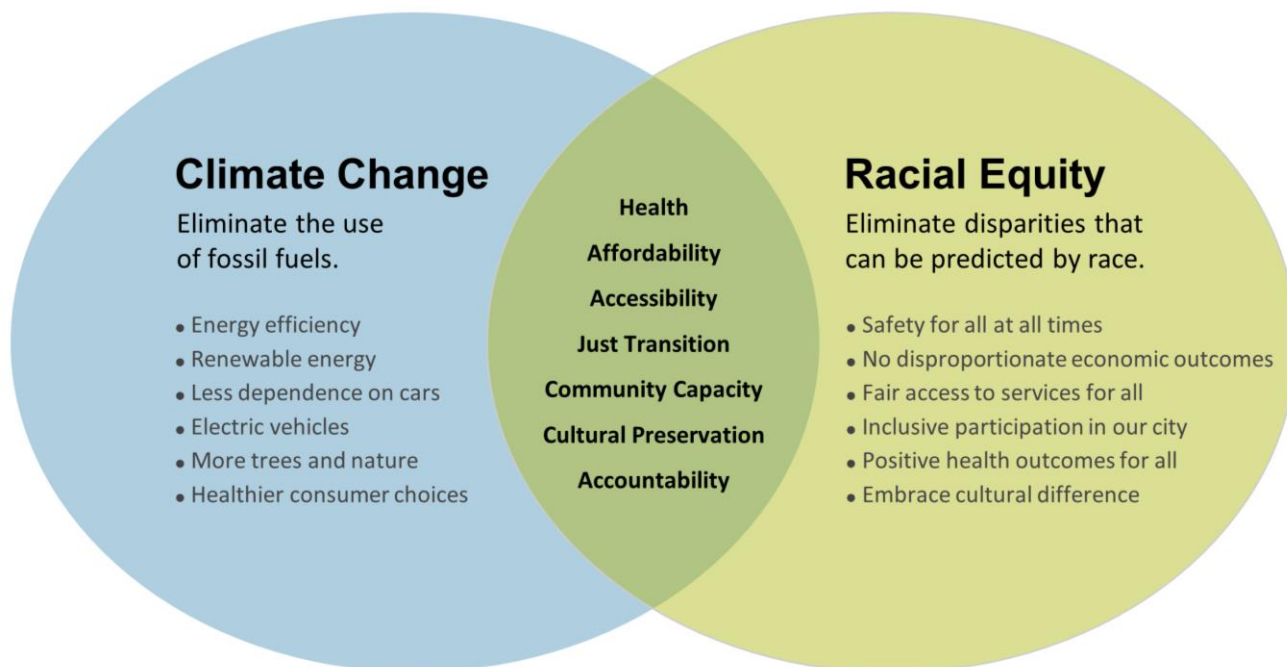 Climate Change
Eliminate the use
of fossil fuels.
• Energy efficiency
• Renewable energy
• Less dependence on cars
• Electric vehicles
• More trees and nature
• Healthier consumer choices
Health
Affordability
Accessibility
Just Transition
Community Capacity
Cultural Preservation
Accountability
Racial Equity
Eliminate disparities that
can be predicted by race.
• Safety for all at all times
• No disproportionate economic outcomes
• Fair access to services for all
• Inclusive participation in our city
• Positive health outcomes for all
• Embrace cultural difference